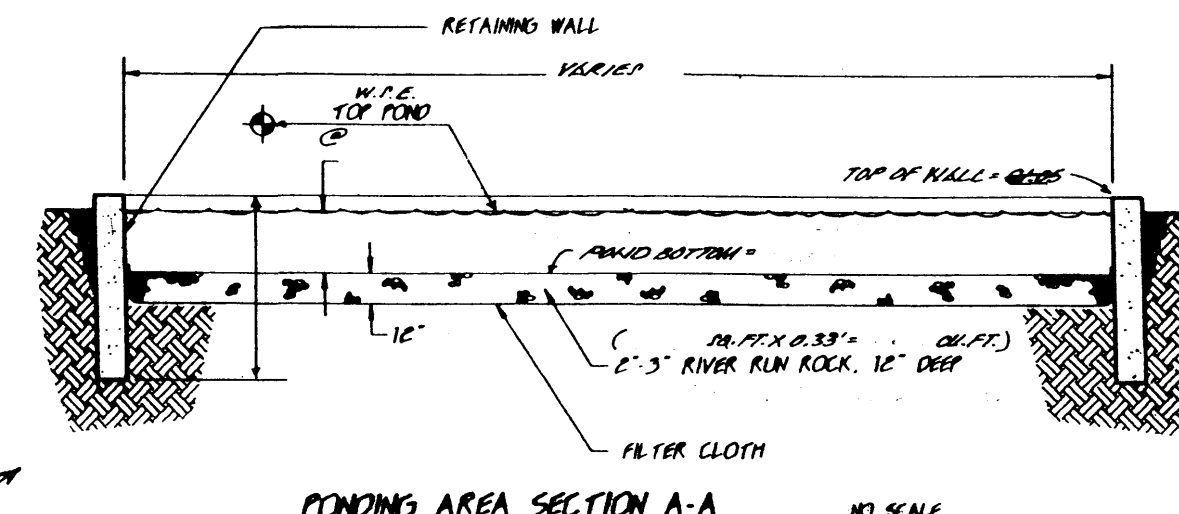 RETAINING WALL
VARIES
W.S.E.
TOP POND
@
TOP OF WALL =
POND BOTTOM =
( SQ.FT. X 0.33' = CU.FT.)
12"
2"-3" RIVER RUN ROCK, 12" DEEP
FILTER CLOTH
PONDING AREA SECTION A-A
NO SCALE